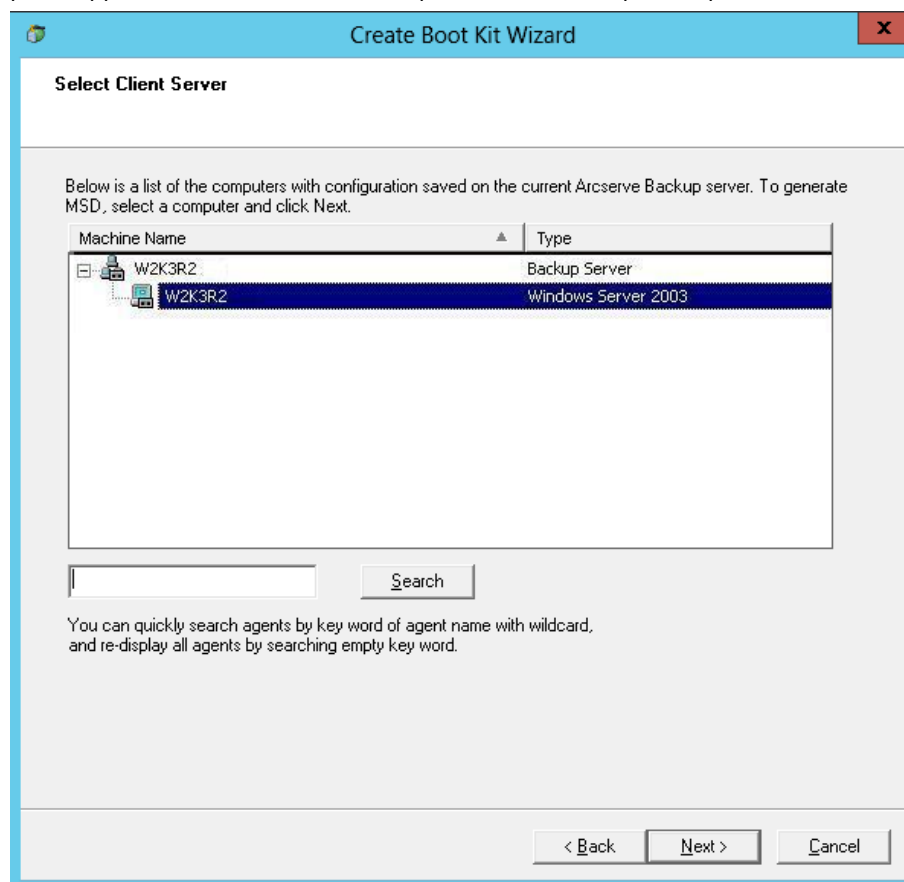 Create Boot Kit Wizard
x
Select Client Server
Below is a list of the computers with configuration saved on the current Arcserve Backup server. To generate
MSD, select a computer and click Next.
Machine Name Type
W2K3R2 Backup Server
W2K3R2 Windows Server 2003
Search
You can quickly search agents by key word of agent name with wildcard,
and re-display all agents by searching empty key word.
< Back Next > Cancel